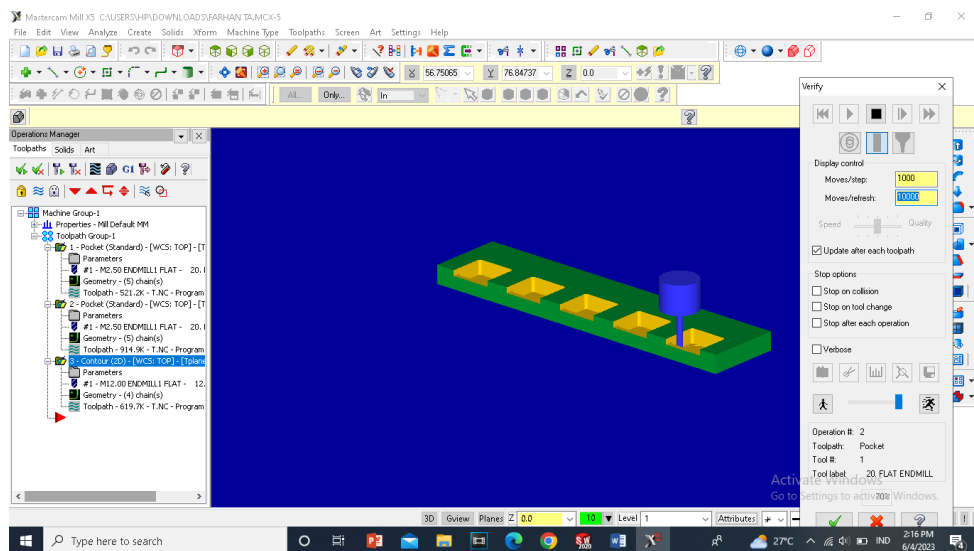 Mastercam Mill X5 C:\USERS\HP\DOWNLOADS\FARHAN TA.MCX-5
File Edit View Analyze Create Solids Xform Machine Type Toolpaths Screen Art Settings Help
X 56.75065 Y 76.84737 Z 0.0
All... Only... In
Operations Manager
Toolpaths Solids Art
G1
Machine Group-1
Properties - Mill Default MM
Toolpath Group-1
1 - Pocket (Standard) - [WCS: TOP] - [T
Parameters
#1 - M2.50 ENDMILL1 FLAT - 20.
Geometry - (5) chain(s)
Toolpath - 521.2K - T.NC - Program
2 - Pocket (Standard) - [WCS: TOP] - [T
Parameters
#1 - M2.50 ENDMILL1 FLAT - 20.
Geometry - (5) chain(s)
Toolpath - 914.9K - T.NC - Program
3 - Contour (2D) - [WCS: TOP] - [Tplane
Parameters
#1 - M12.00 ENDMILL1 FLAT - 12.
Geometry - (4) chain(s)
Toolpath - 619.7K - T.NC - Program
Verify
Display control
Moves/step: 1000
Moves/refresh: 10000
Speed Quality
Update after each toolpath
Stop options
Stop on collision
Stop on tool change
Stop after each operation
Verbose
Operation #: 2
Toolpath: Pocket
Tool #: 1
Tool label: 20. FLAT ENDMILL
70%
Activate Windows
Go to Settings to activate Windows.
3D Gview Planes Z 0.0 10 Level 1 Attributes
Type here to search
27°C IND
2:16 PM
6/4/2023